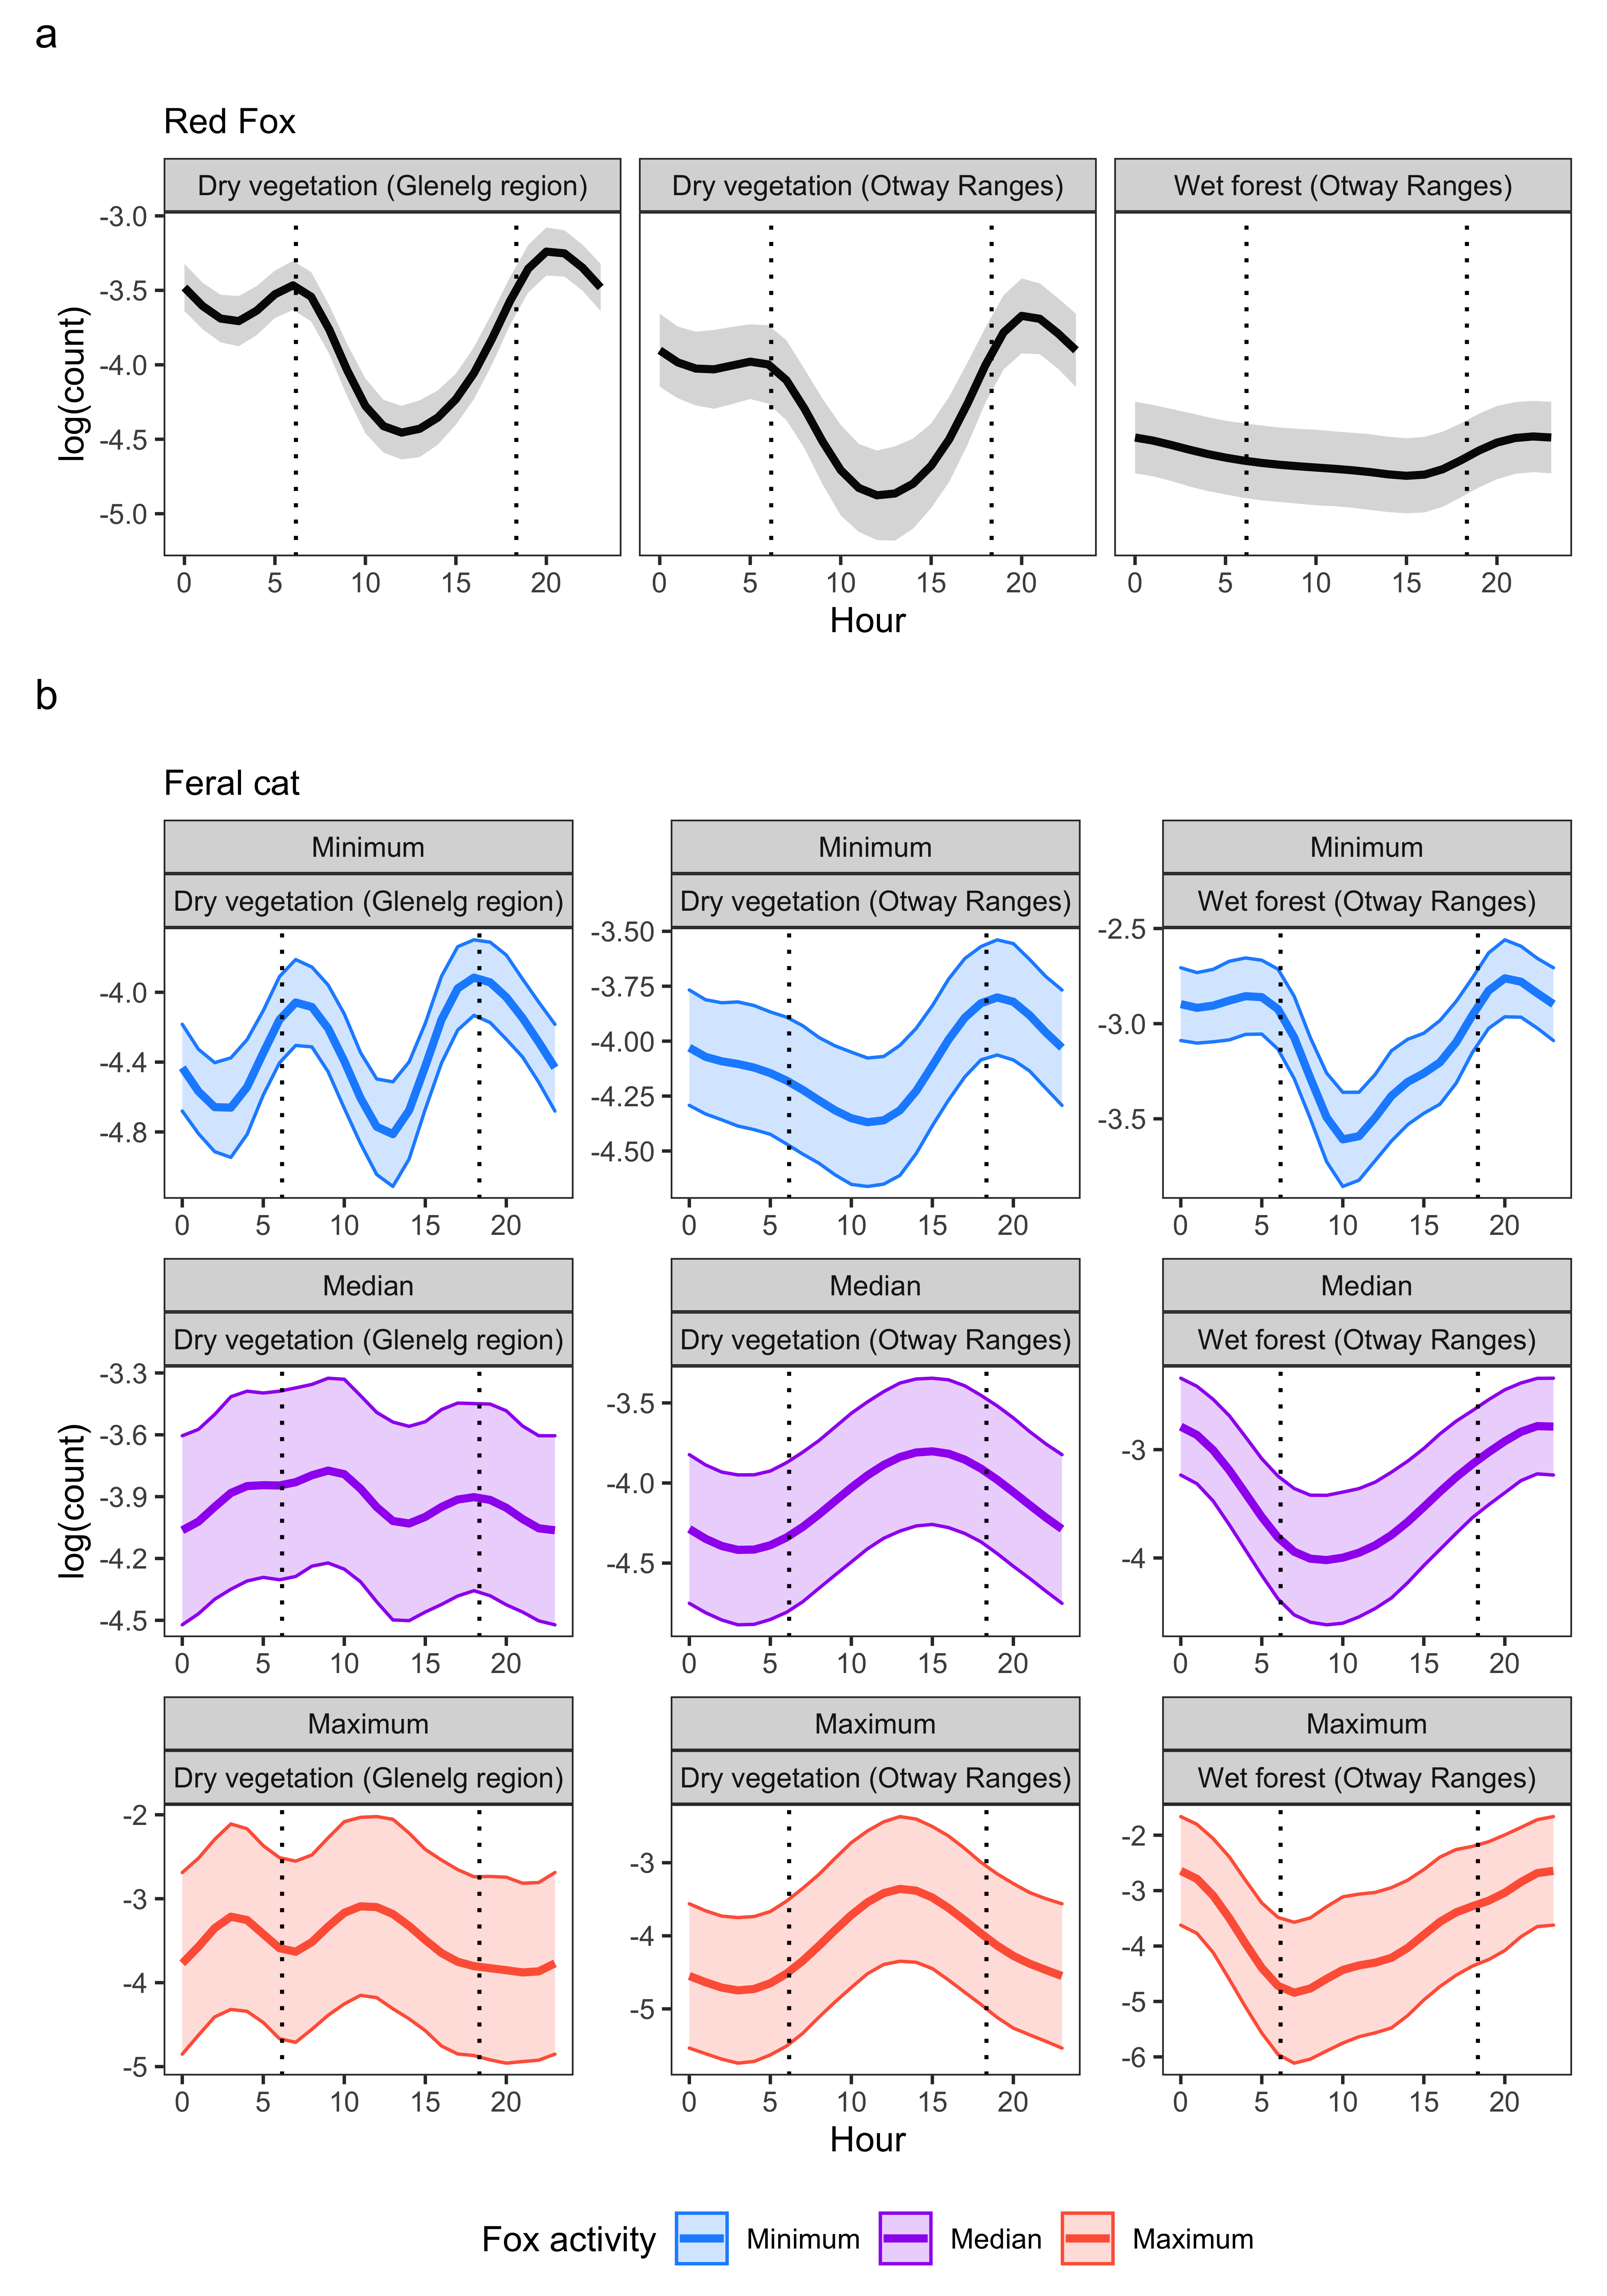 a
Red Fox
Dry vegetation (Glenelg region) Dry vegetation (Otway Ranges) Wet forest (Otway Ranges)
-3.0
-3.5
-4.0
-4.5
-5.0
log(count)
0 5 10 15 20 0 5 10 15 20 0 5 10 15 20
Hour
b
Feral cat
Minimum Minimum Minimum
Dry vegetation (Glenelg region) Dry vegetation (Otway Ranges) Wet forest (Otway Ranges)
-4.0
-4.4
-4.8
-3.50
-3.75
-4.00
-4.25
-4.50
-2.5
-3.0
-3.5
0 5 10 15 20 0 5 10 15 20 0 5 10 15 20
Median Median Median
Dry vegetation (Glenelg region) Dry vegetation (Otway Ranges) Wet forest (Otway Ranges)
log(count)
-3.3
-3.6
-3.9
-4.2
-4.5
-3.5
-4.0
-4.5
-3
-4
0 5 10 15 20 0 5 10 15 20 0 5 10 15 20
Maximum Maximum Maximum
Dry vegetation (Glenelg region) Dry vegetation (Otway Ranges) Wet forest (Otway Ranges)
-2
-3
-4
-5
-3
-4
-5
-2
-3
-4
-5
-6
0 5 10 15 20 0 5 10 15 20 0 5 10 15 20
Hour
Fox activity Minimum Median Maximum